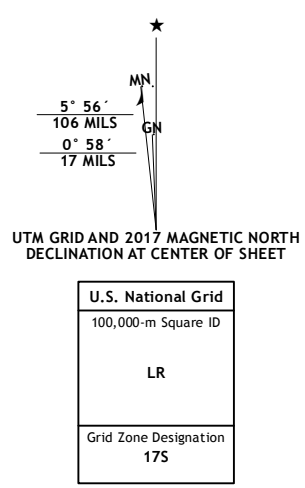 MN
5° 56´
106 MILS
GN
0° 58´
17 MILS
UTM GRID AND 2017 MAGNETIC NORTH
DECLINATION AT CENTER OF SHEET
U.S. National Grid
100,000-m Square ID
LR
Grid Zone Designation
17S